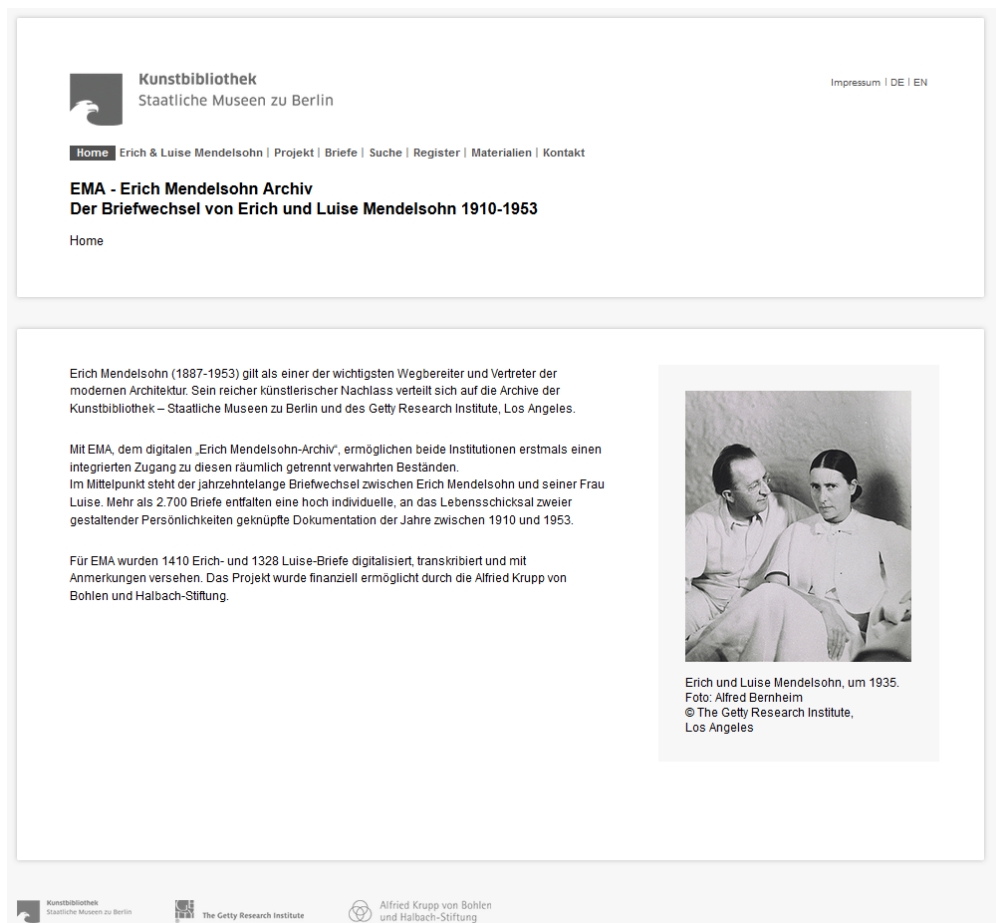 Kunstbibliothek
Staatliche Museen zu Berlin
Impressum | DE | EN
Home Erich & Luise Mendelsohn | Projekt | Briefe | Suche | Register | Materialien | Kontakt
EMA - Erich Mendelsohn Archiv
Der Briefwechsel von Erich und Luise Mendelsohn 1910-1953
Home
Erich Mendelsohn (1887-1953) gilt als einer der wichtigsten Wegbereiter und Vertreter der
modernen Architektur. Sein reicher künstlerischer Nachlass verteilt sich auf die Archive der
Kunstbibliothek – Staatliche Museen zu Berlin und des Getty Research Institute, Los Angeles.
Mit EMA, dem digitalen „Erich Mendelsohn-Archiv“, ermöglichen beide Institutionen erstmals einen
integrierten Zugang zu diesen räumlich getrennt verwahrten Beständen.
Im Mittelpunkt steht der jahrzehntelange Briefwechsel zwischen Erich Mendelsohn und seiner Frau
Luise. Mehr als 2.700 Briefe entfalten eine hoch individuelle, an das Lebensschicksal zweier
gestaltender Persönlichkeiten geknüpfte Dokumentation der Jahre zwischen 1910 und 1953.
Für EMA wurden 1410 Erich- und 1328 Luise-Briefe digitalisiert, transkribiert und mit
Anmerkungen versehen. Das Projekt wurde finanziell ermöglicht durch die Alfried Krupp von
Bohlen und Halbach-Stiftung.
Erich und Luise Mendelsohn, um 1935.
Foto: Alfred Bernheim
© The Getty Research Institute,
Los Angeles
Kunstbibliothek
Staatliche Museen zu Berlin
The Getty Research Institute
Alfried Krupp von Bohlen
und Halbach-Stiftung